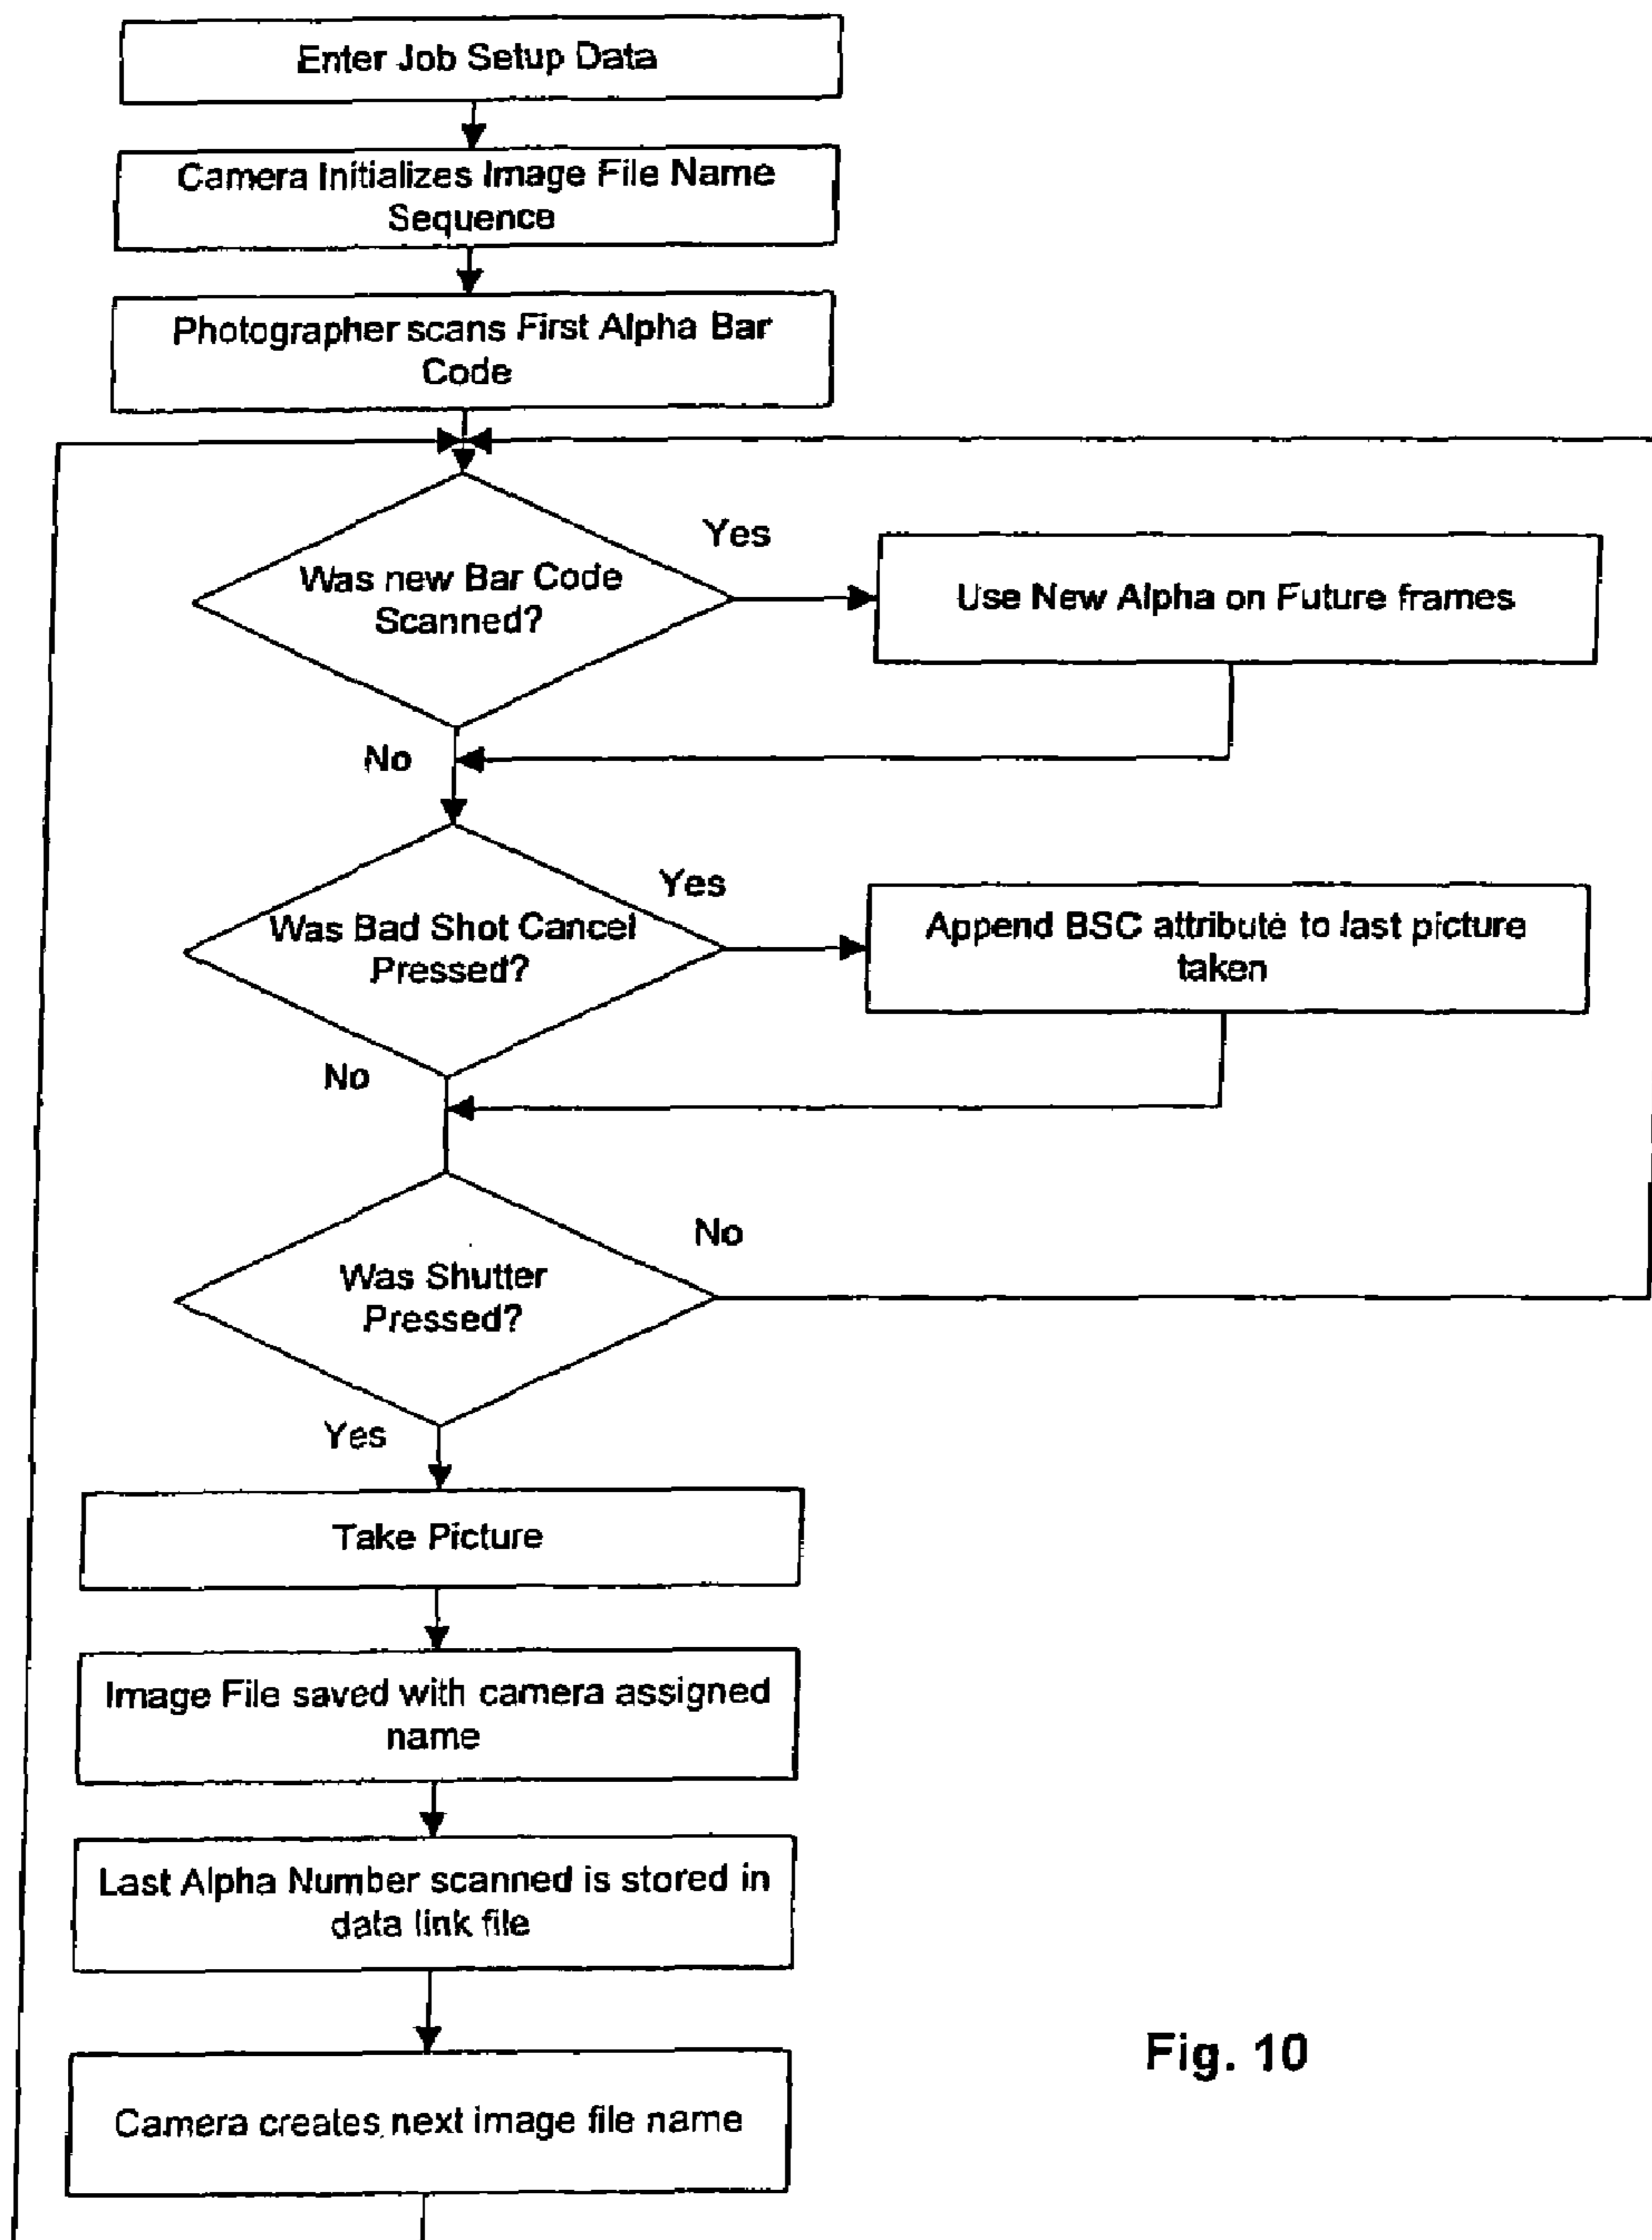 Enter Job Setup Data
Camera Initializes Image File Name
Sequence
Photographer scans First Alpha Bar
Code
Was new Bar Code
Scanned?
Yes
Use New Alpha on Future frames
No
Was Bad Shot Cancel
Pressed?
Yes
Append BSC attribute to last picture
taken
No
Was Shutter
Pressed?
No
Yes
Take Picture
Image File saved with camera assigned
name
Last Alpha Number scanned is stored in
data link file
Camera creates next image file name
Fig. 10